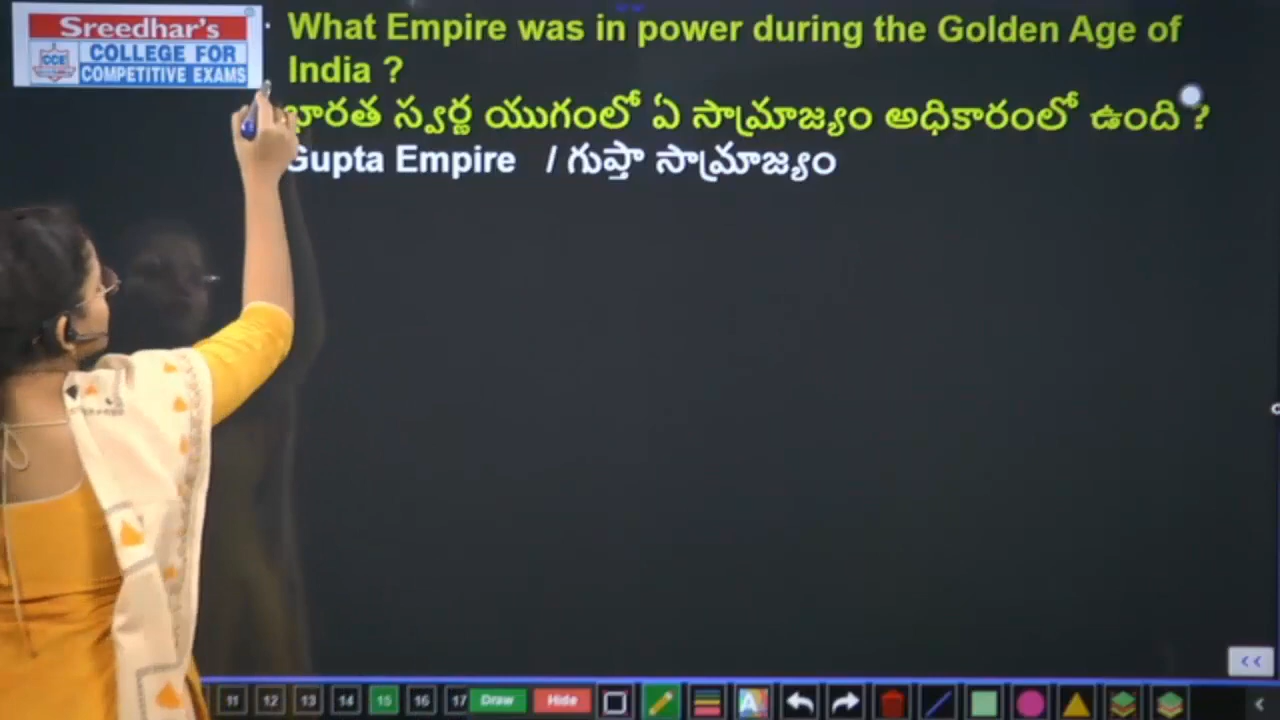 Sreedhar's
CCE
COLLEGE FOR
COMPETITIVE EXAMS
What Empire was in power during the Golden Age of
India ?
భారత స్వర్ణ యుగంలో ఏ సామ్రాజ్యం అధికారంలో ఉంది ?
Gupta Empire / గుప్తా సామ్రాజ్యం
<<
11 12 13 14 15 16 17 Draw Hide A